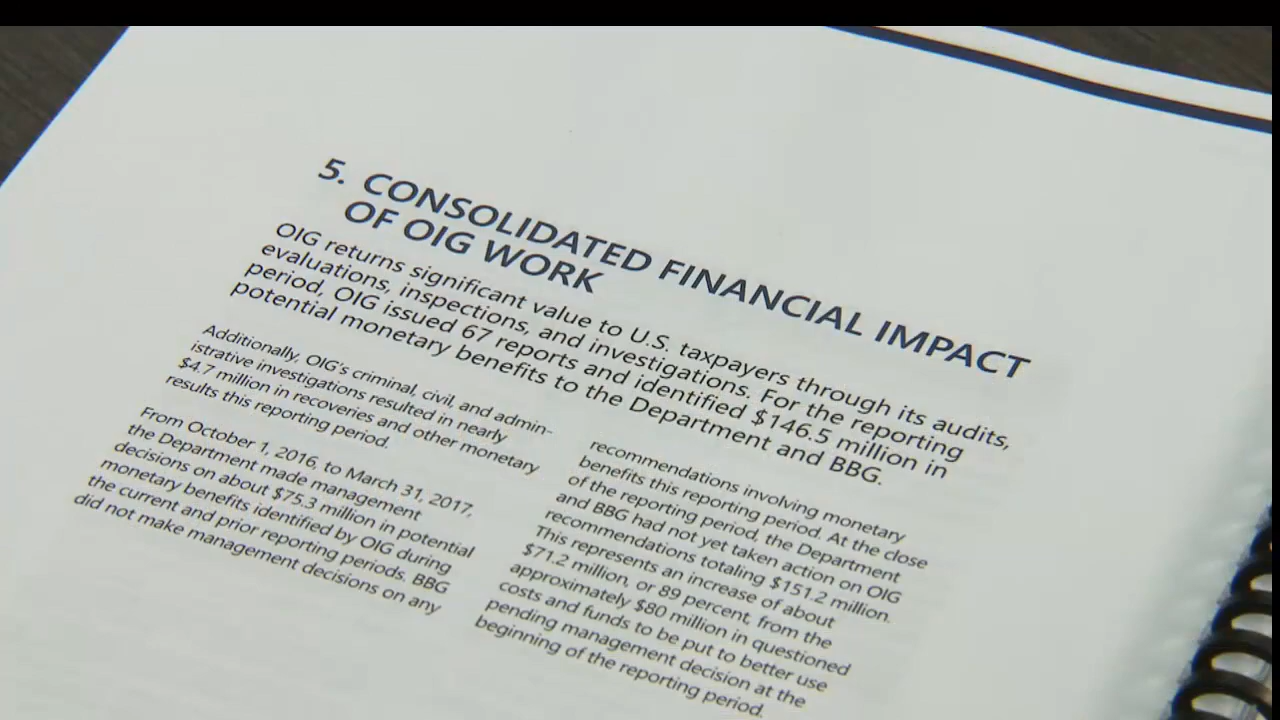 5. CONSOLIDATED FINANCIAL IMPACT
OF OIG WORK
OIG returns significant value to U.S. taxpayers through its audits,
evaluations, inspections, and investigations. For the reporting
period, OIG issued 67 reports and identified $146.5 million in
potential monetary benefits to the Department and BBG.
Additionally, OIG's criminal, civil, and admin-
istrative investigations resulted in nearly
$4.7 million in recoveries and other monetary
results this reporting period.
From October 1, 2016, to March 31, 2017,
the Department made management
decisions on about $75.3 million in potential
monetary benefits identified by OIG during
the current and prior reporting periods. BBG
did not make management decisions on any
recommendations involving monetary
benefits this reporting period. At the close
of the reporting period, the Department
and BBG had not yet taken action on OIG
recommendations totaling $151.2 million.
This represents an increase of about
$71.2 million, or 89 percent, from the
approximately $80 million in questioned
costs and funds to be put to better use
pending management decision at the
beginning of the reporting period.